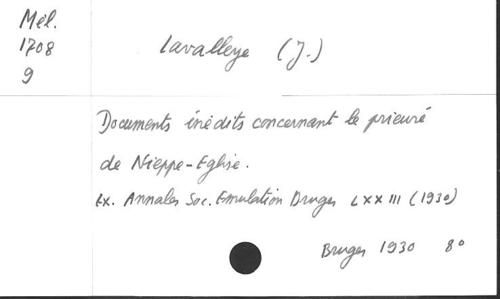 Mél.
1708
9
Lavalleye (J.)
Documents inédits concernant le prieuré
de Nieppe-Eglise.
Ex. Annales Soc. Emulation Bruges LXXIII (1930)
Bruges 1930 8°